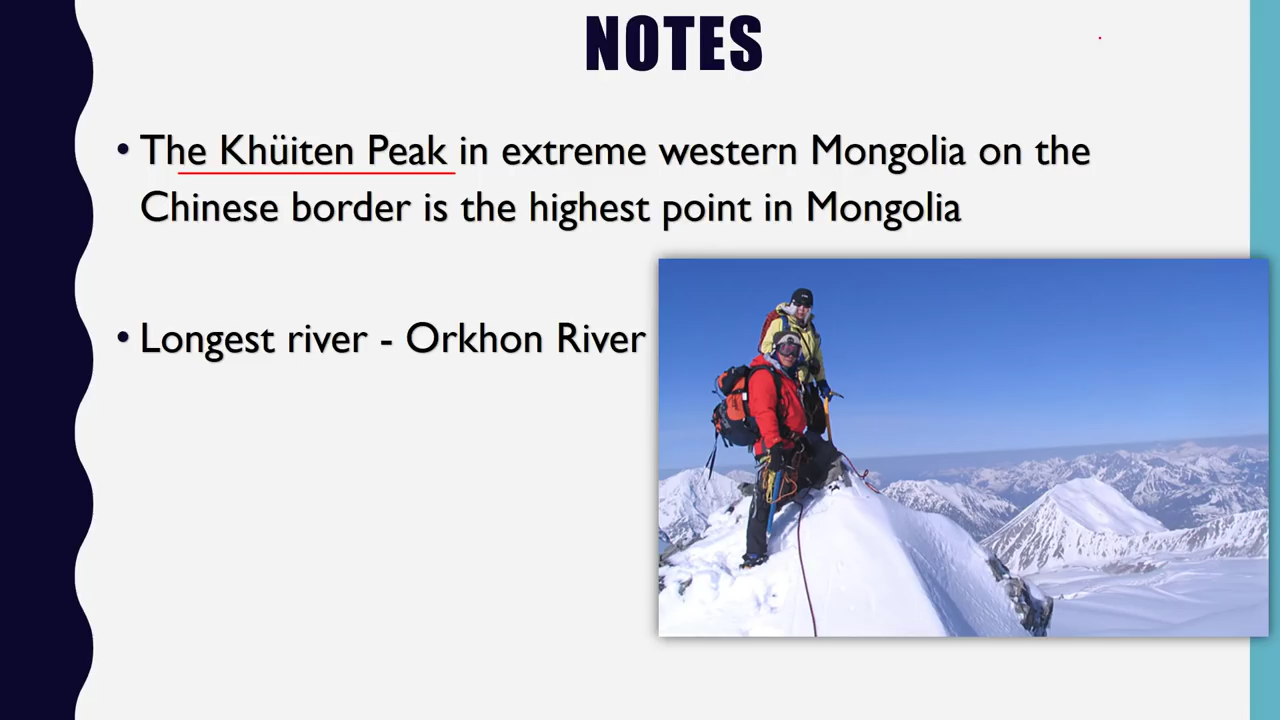 NOTES
• The Khüiten Peak in extreme western Mongolia on the
Chinese border is the highest point in Mongolia
• Longest river - Orkhon River